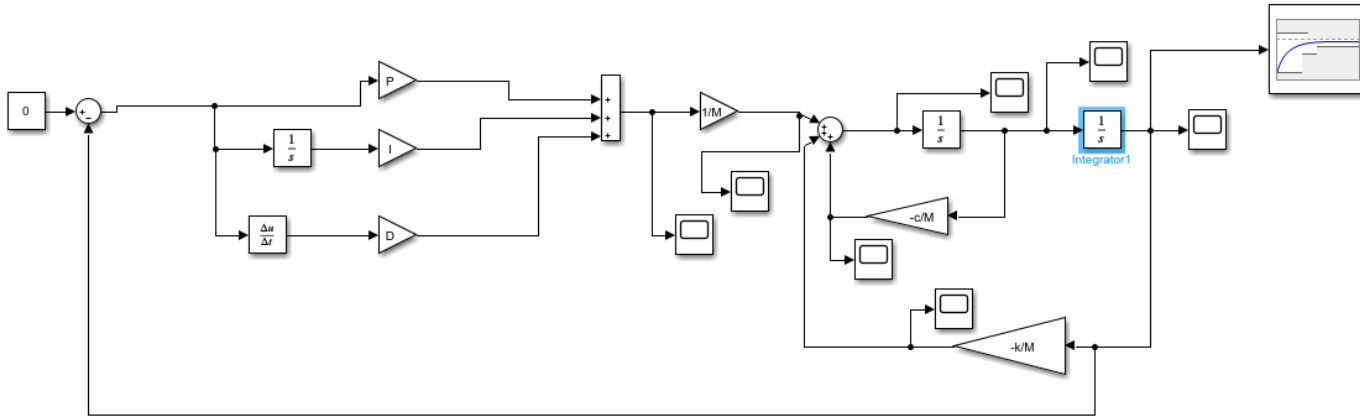 0
+
−
P
1
s
I
Δu
Δt
D
+
+
+
1/M
+
+
+
1
s
1
s
Integrator1
-c/M
-k/M